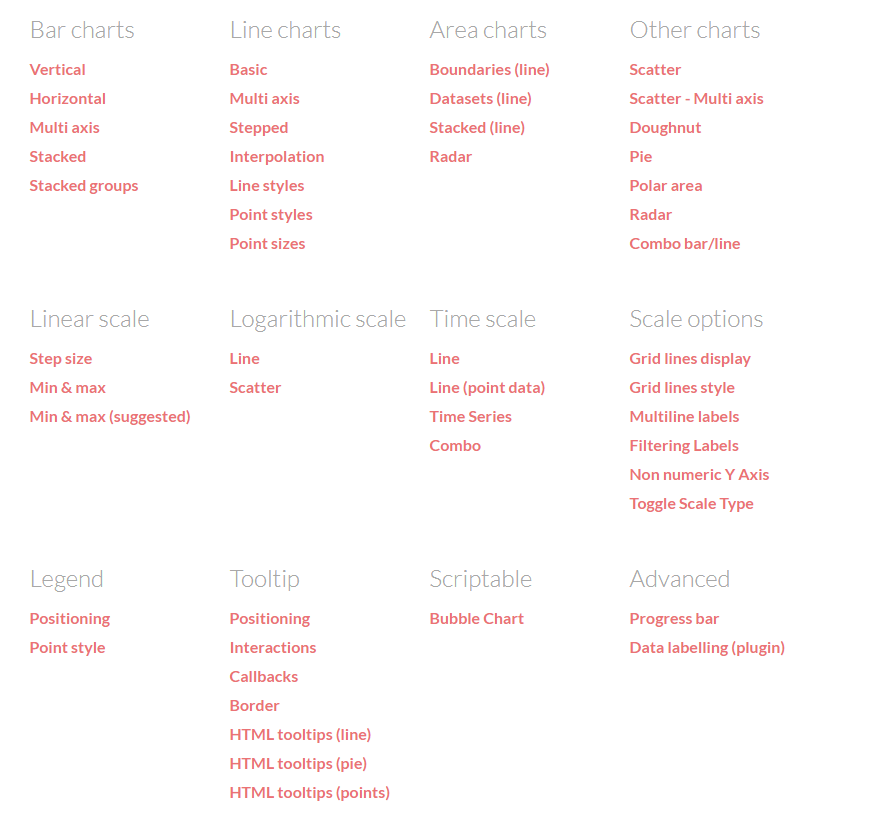 Bar charts
Vertical
Horizontal
Multi axis
Stacked
Stacked groups
Line charts
Basic
Multi axis
Stepped
Interpolation
Line styles
Point styles
Point sizes
Area charts
Boundaries (line)
Datasets (line)
Stacked (line)
Radar
Other charts
Scatter
Scatter - Multi axis
Doughnut
Pie
Polar area
Radar
Combo bar/line
Linear scale
Step size
Min & max
Min & max (suggested)
Logarithmic scale
Line
Scatter
Time scale
Line
Line (point data)
Time Series
Combo
Scale options
Grid lines display
Grid lines style
Multiline labels
Filtering Labels
Non numeric Y Axis
Toggle Scale Type
Legend
Positioning
Point style
Tooltip
Positioning
Interactions
Callbacks
Border
HTML tooltips (line)
HTML tooltips (pie)
HTML tooltips (points)
Scriptable
Bubble Chart
Advanced
Progress bar
Data labelling (plugin)